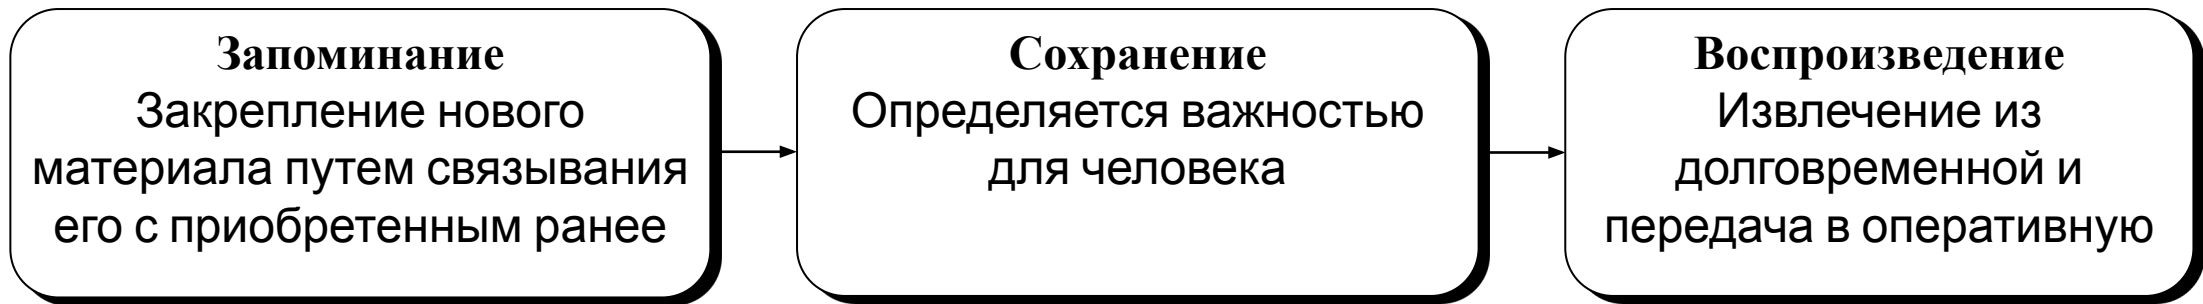 Запоминание
Закрепление нового
материала путем связывания
его с приобретенным ранее
Сохранение
Определяется важностью
для человека
Воспроизведение
Извлечение из
долговременной и
передача в оперативную